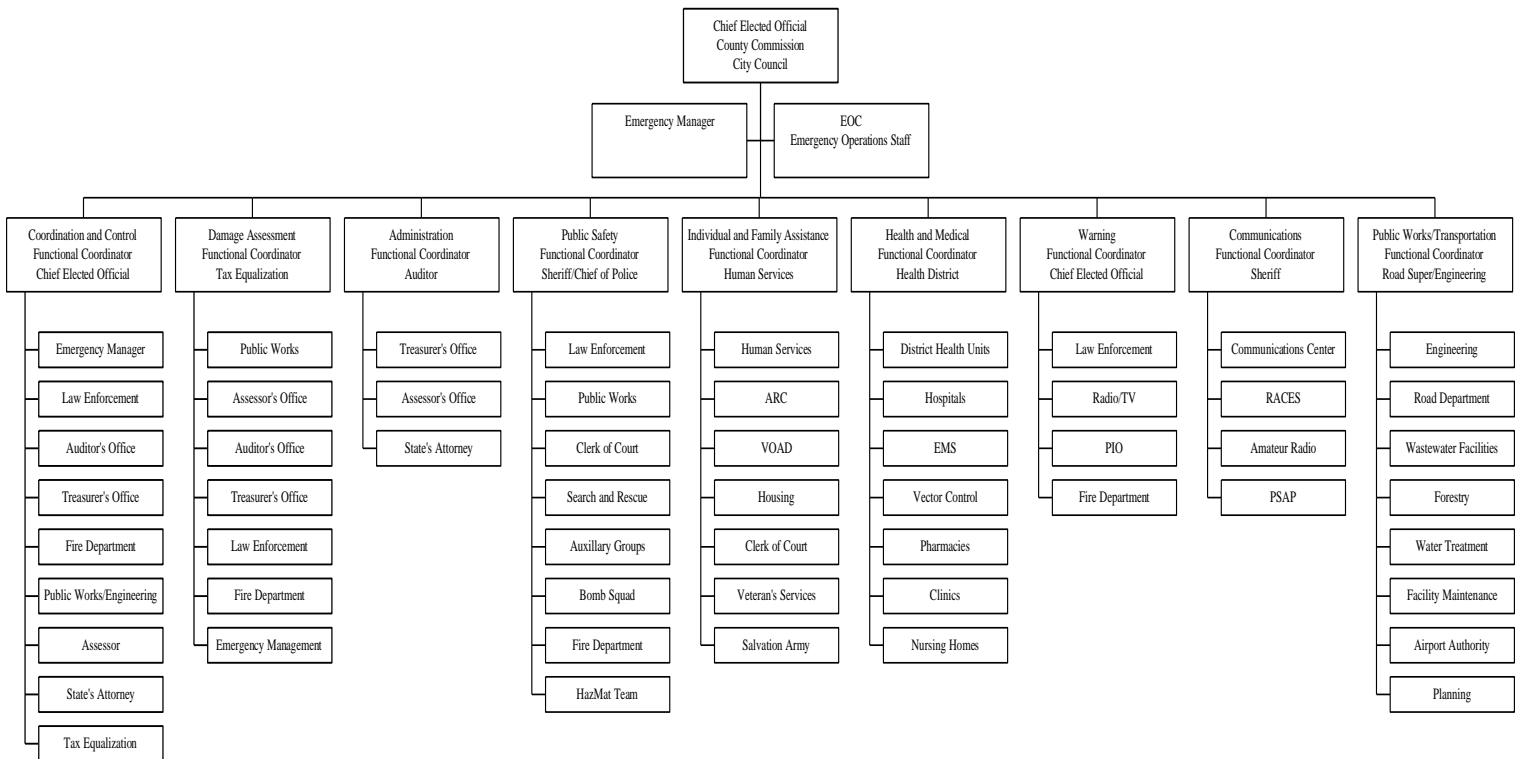 Chief Elected Official
County Commission
City Council
Emergency Manager
EOC
Emergency Operations Staff
Coordination and Control
Functional Coordinator
Chief Elected Official
Emergency Manager
Law Enforcement
Auditor's Office
Treasurer's Office
Fire Department
Public Works/Engineering
Assessor
State's Attorney
Tax Equalization
Damage Assessment
Functional Coordinator
Tax Equalization
Public Works
Assessor's Office
Auditor's Office
Treasurer's Office
Law Enforcement
Fire Department
Emergency Management
Administration
Functional Coordinator
Auditor
Treasurer's Office
Assessor's Office
State's Attorney
Public Safety
Functional Coordinator
Sheriff/Chief of Police
Law Enforcement
Public Works
Clerk of Court
Search and Rescue
Auxillary Groups
Bomb Squad
Fire Department
HazMat Team
Individual and Family Assistance
Functional Coordinator
Human Services
Human Services
ARC
VOAD
Housing
Clerk of Court
Veteran's Services
Salvation Army
Health and Medical
Functional Coordinator
Health District
District Health Units
Hospitals
EMS
Vector Control
Pharmacies
Clinics
Nursing Homes
Warning
Functional Coordinator
Chief Elected Official
Law Enforcement
Radio/TV
PIO
Fire Department
Communications
Functional Coordinator
Sheriff
Communications Center
RACES
Amateur Radio
PSAP
Public Works/Transportation
Functional Coordinator
Road Super/Engineering
Engineering
Road Department
Wastewater Facilities
Forestry
Water Treatment
Facility Maintenance
Airport Authority
Planning